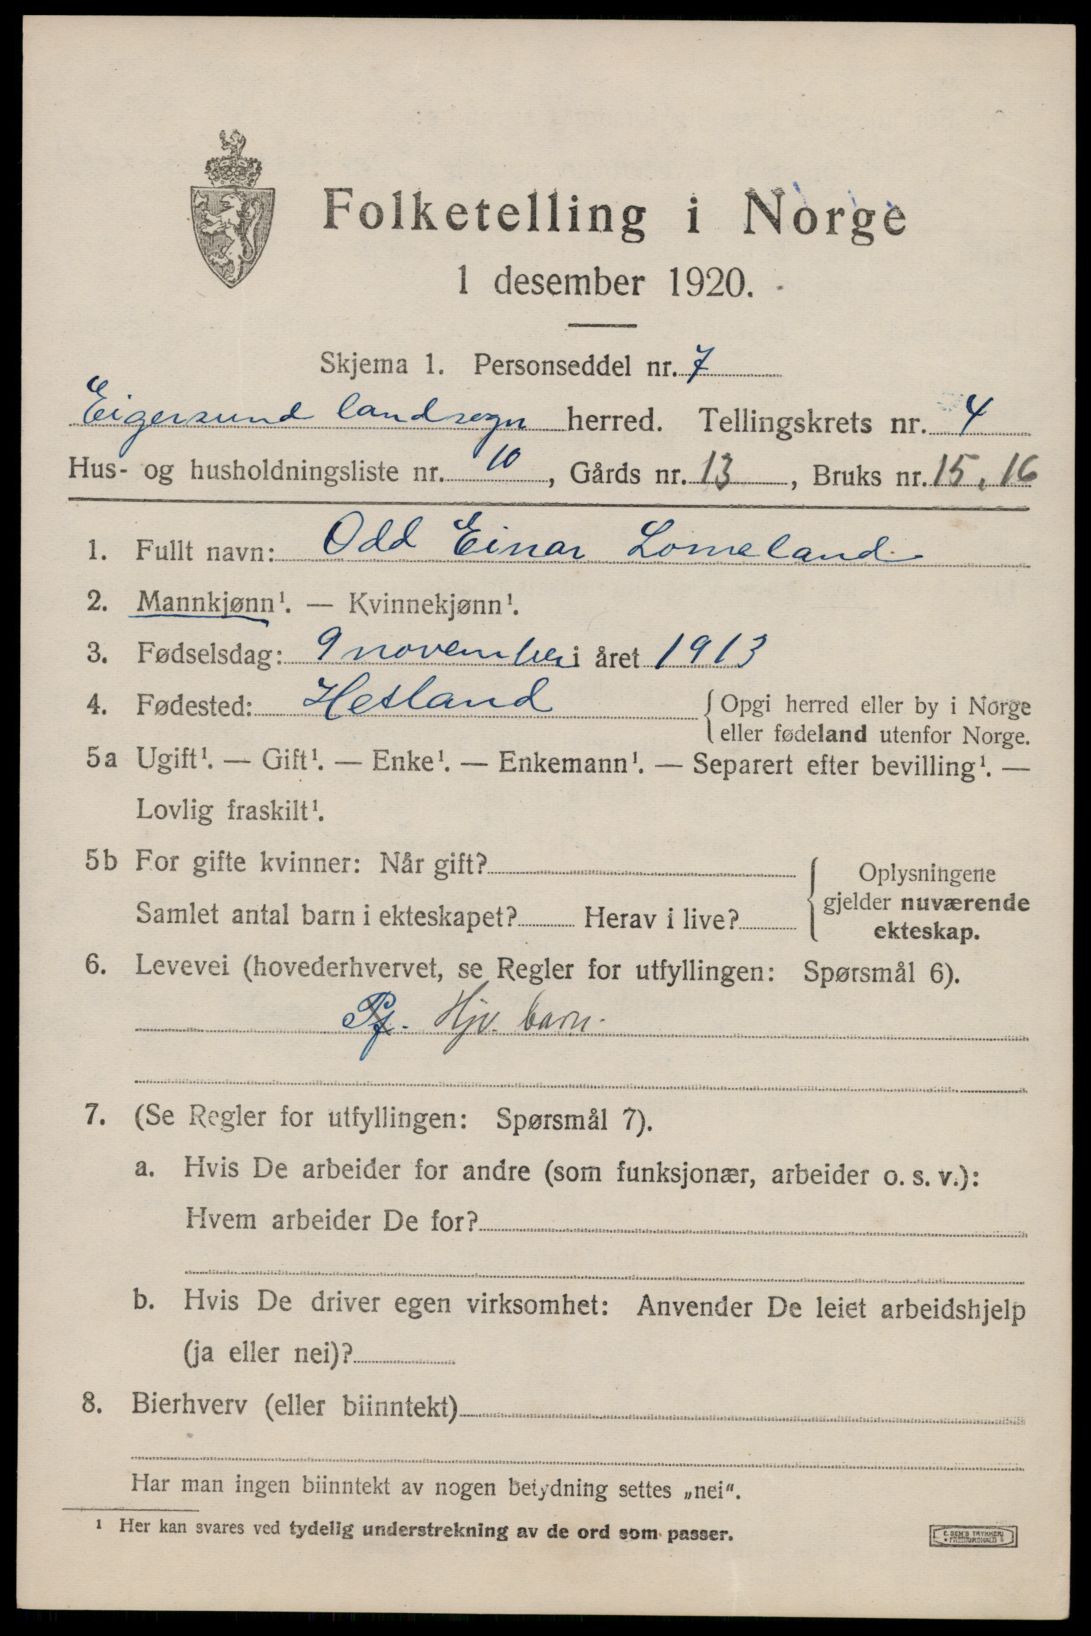 Folketelling i Norge
1 desember 1920.
Skjema 1. Personseddel nr. 7
Eigersund landsogn herred. Tellingskrets nr. 4
Hus- og husholdningsliste nr. 10, Gårds nr. 13, Bruks nr. 15, 16
1. Fullt navn: Odd Einar Lomeland
2. Mannkjønn¹. — Kvinnekjønn¹.
3. Fødselsdag: 9 november i året 1913
4. Fødested: Hetland
{Opgi herred eller by i Norge
eller fødeland utenfor Norge.
5a Ugift¹. — Gift¹. — Enke¹. — Enkemann¹. — Separert efter bevilling¹. —
Lovlig fraskilt¹.
5b For gifte kvinner: Når gift?
Samlet antal barn i ekteskapet? Herav i live?
{Oplysningene
gjelder nuværende
ekteskap.
6. Levevei (hovederhvervet, se Regler for utfyllingen: Spørsmål 6).
Pf. Hjv. barn.
7. (Se Regler for utfyllingen: Spørsmål 7).
a. Hvis De arbeider for andre (som funksjonær, arbeider o. s. v.):
Hvem arbeider De for?
b. Hvis De driver egen virksomhet: Anvender De leiet arbeidshjelp
(ja eller nei)?
8. Bierhverv (eller biinntekt)
Har man ingen biinntekt av nogen betydning settes „nei".
¹ Her kan svares ved tydelig understrekning av de ord som passer.